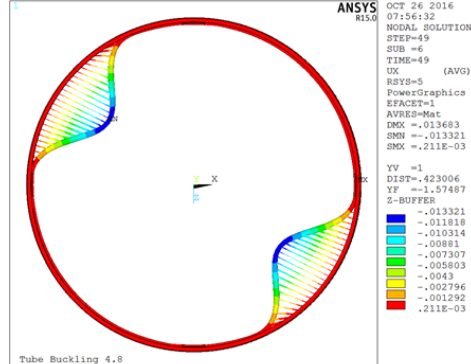 1
ANSYS
R15.0
OCT 26 2016
07:56:32
NODAL SOLUTION
STEP=49
SUB =6
TIME=49
UX (AVG)
RSYS=5
PowerGraphics
EFACET=1
AVRES=Mat
DMX =.013683
SMN =-.013321
SMX =.211E-03
YV =1
DIST=.423006
YF =-1.57487
Z-BUFFER
-.013321
-.011818
-.010314
-.00881
-.007307
-.005803
-.0043
-.002796
-.001292
.211E-03
Y
X
Tube Buckling 4.8